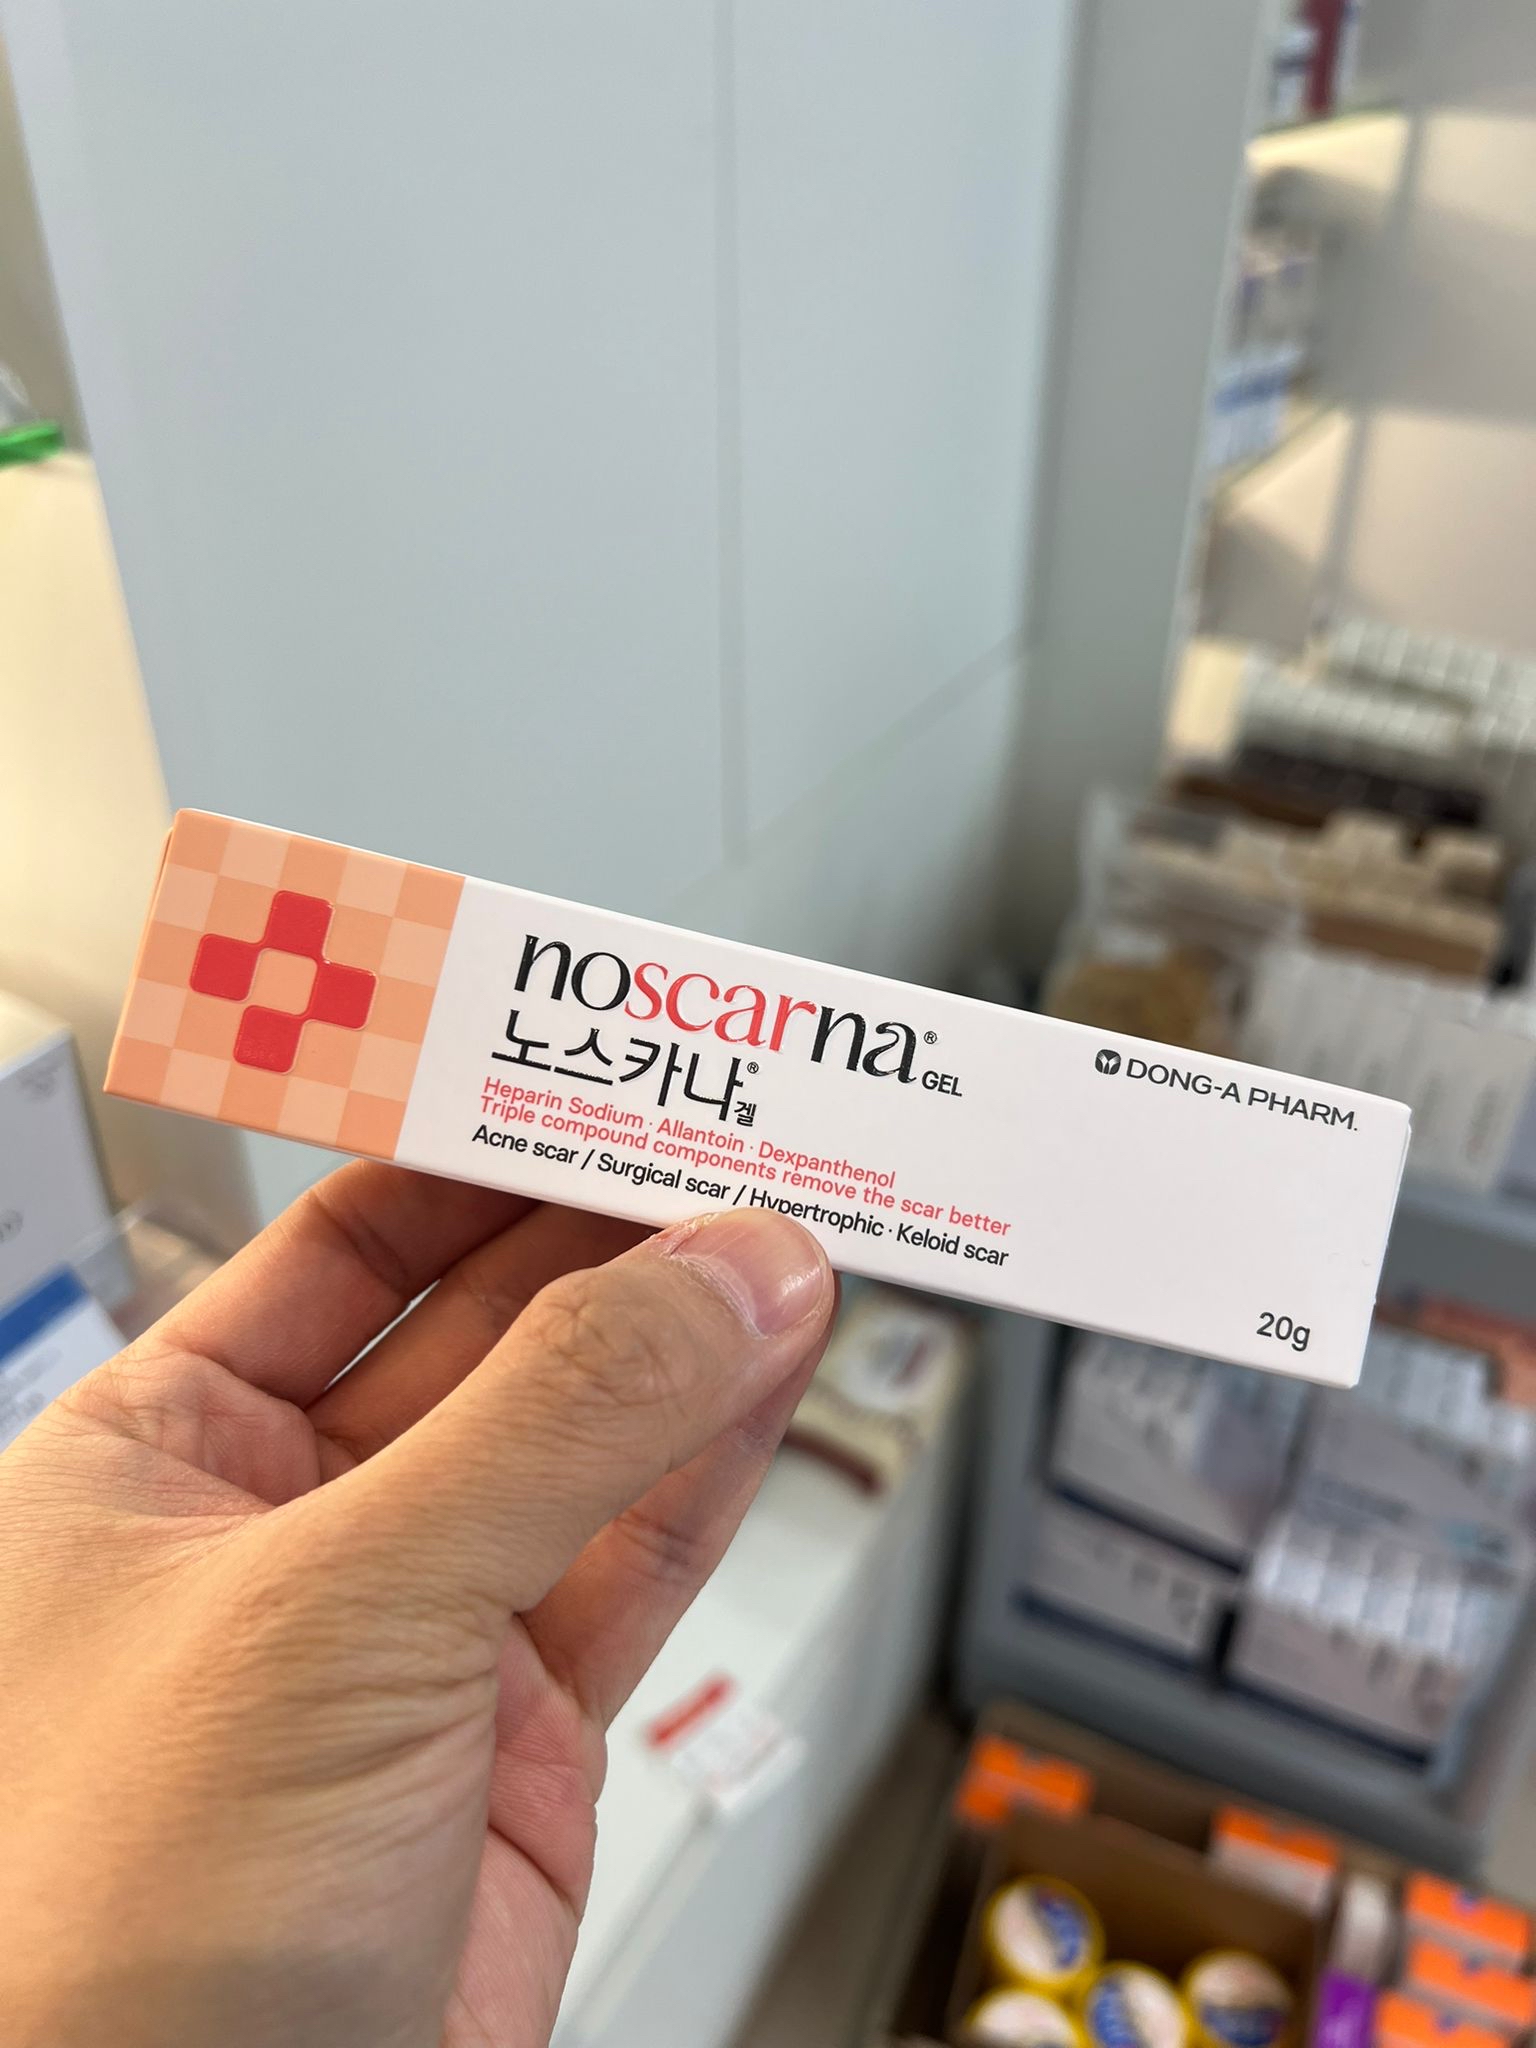 noscarna® GEL
노스카나® 겔
Heparin Sodium · Allantoin · Dexpanthenol
Triple compound components remove the scar better
Acne scar / Surgical scar / Hypertrophic · Keloid scar
DONG-A PHARM.
20g